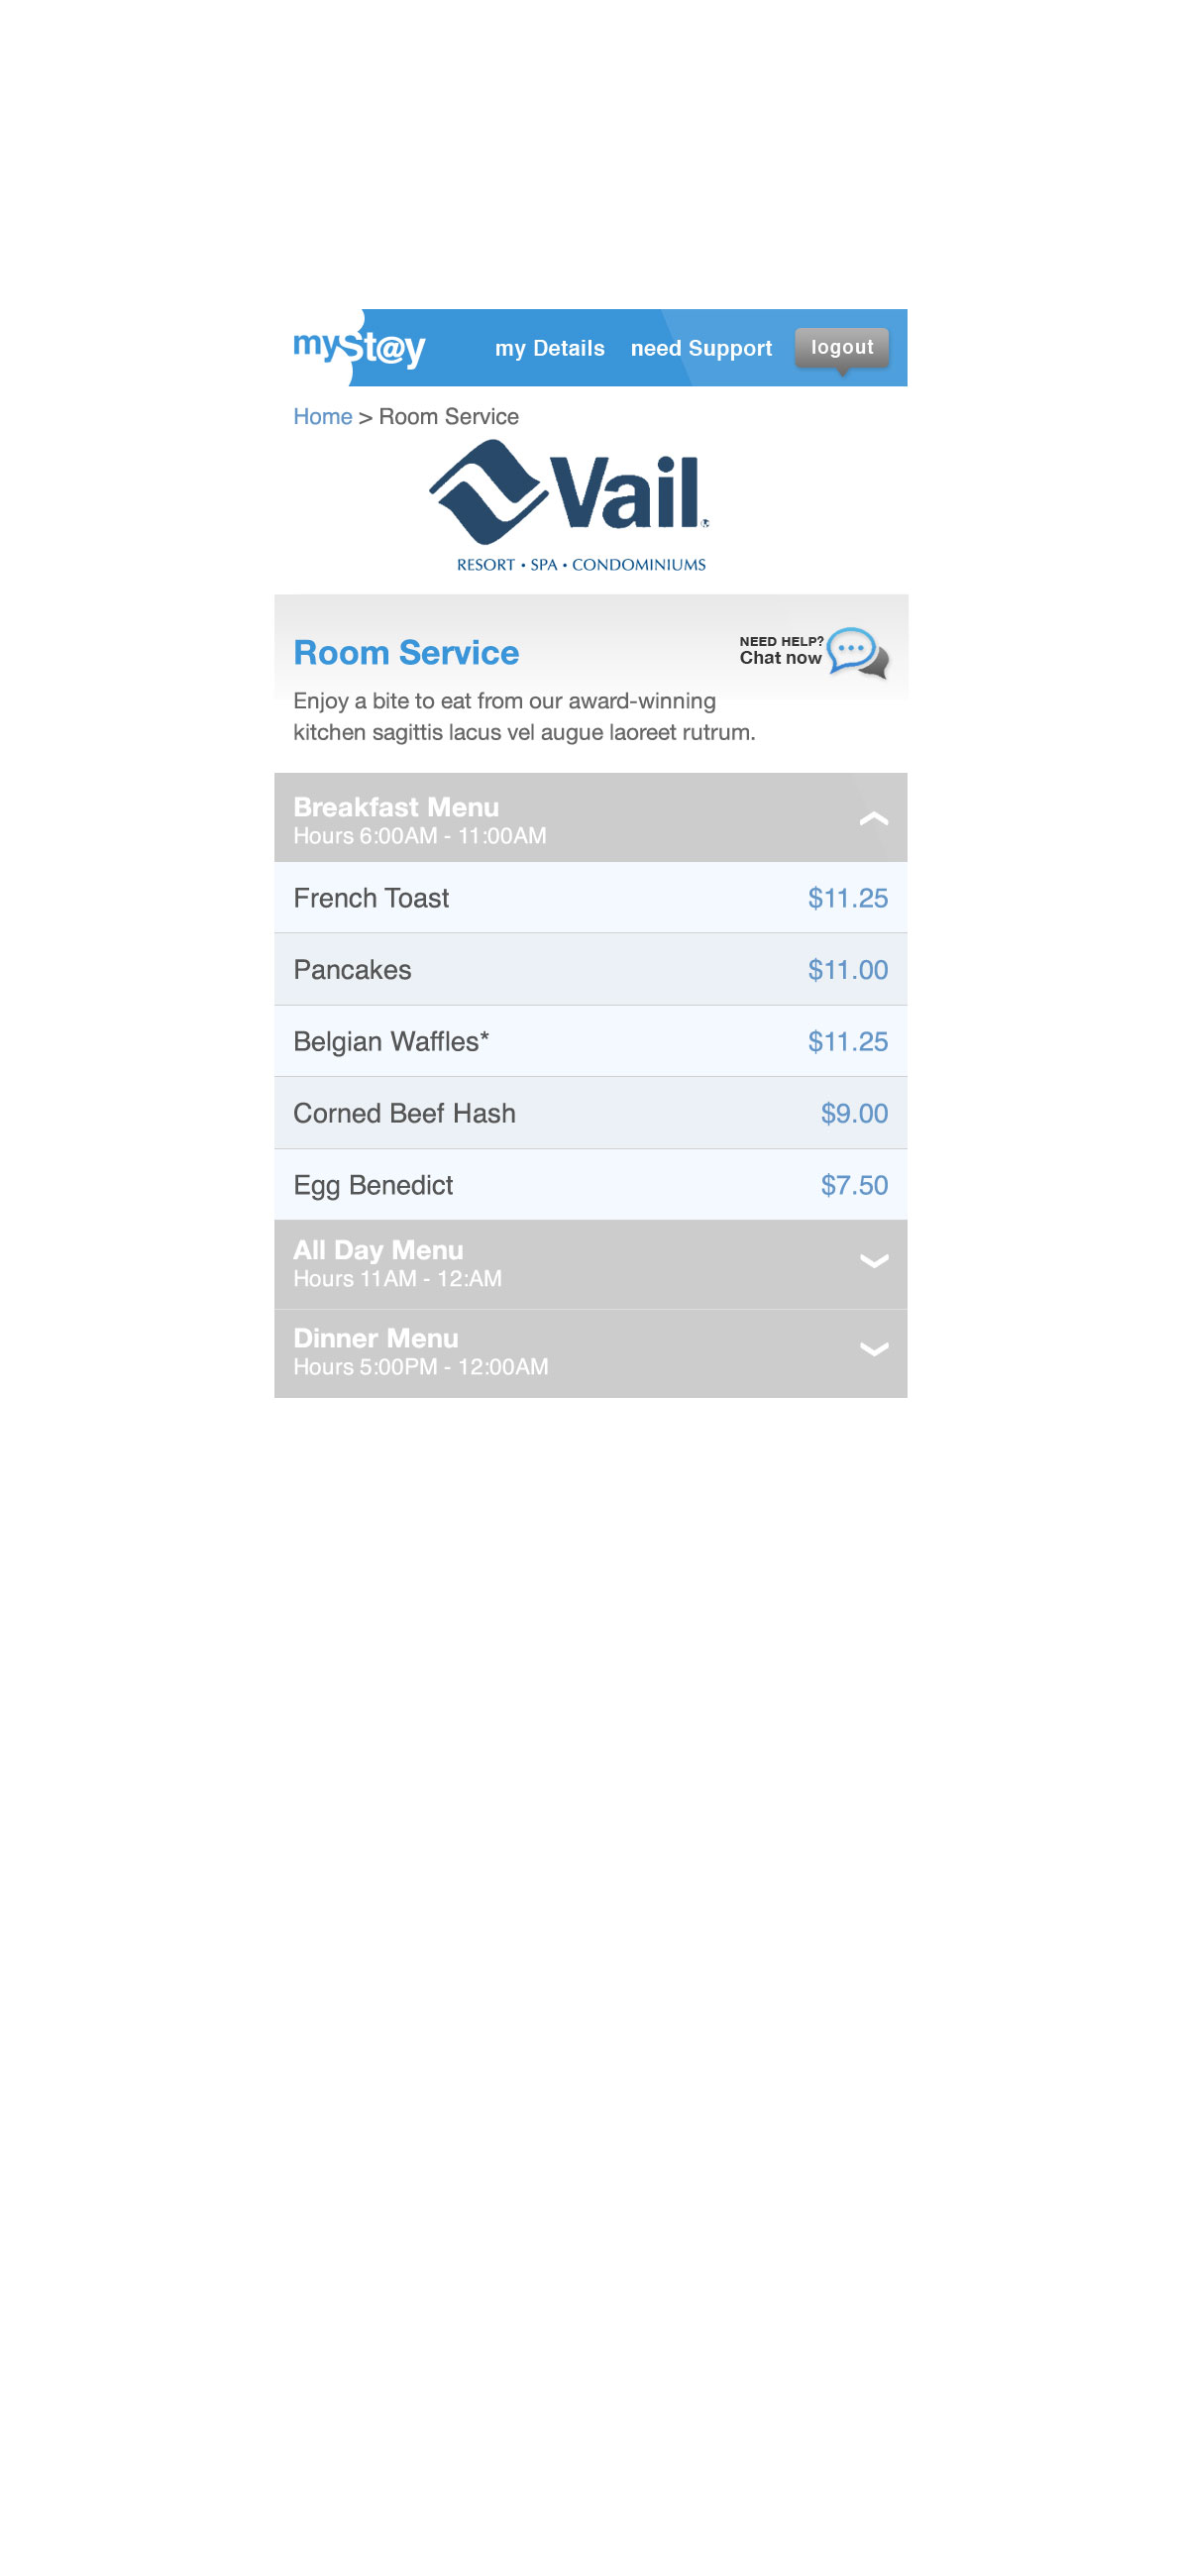 mySt@y
my Details need Support logout
Home > Room Service
Vail
RESORT • SPA • CONDOMINIUMS
Room Service
NEED HELP?
Chat now
Enjoy a bite to eat from our award-winning
kitchen sagittis lacus vel augue laoreet rutrum.
Breakfast Menu
Hours 6:00AM - 11:00AM
French Toast $11.25
Pancakes $11.00
Belgian Waffles* $11.25
Corned Beef Hash $9.00
Egg Benedict $7.50
All Day Menu
Hours 11AM - 12:AM
Dinner Menu
Hours 5:00PM - 12:00AM